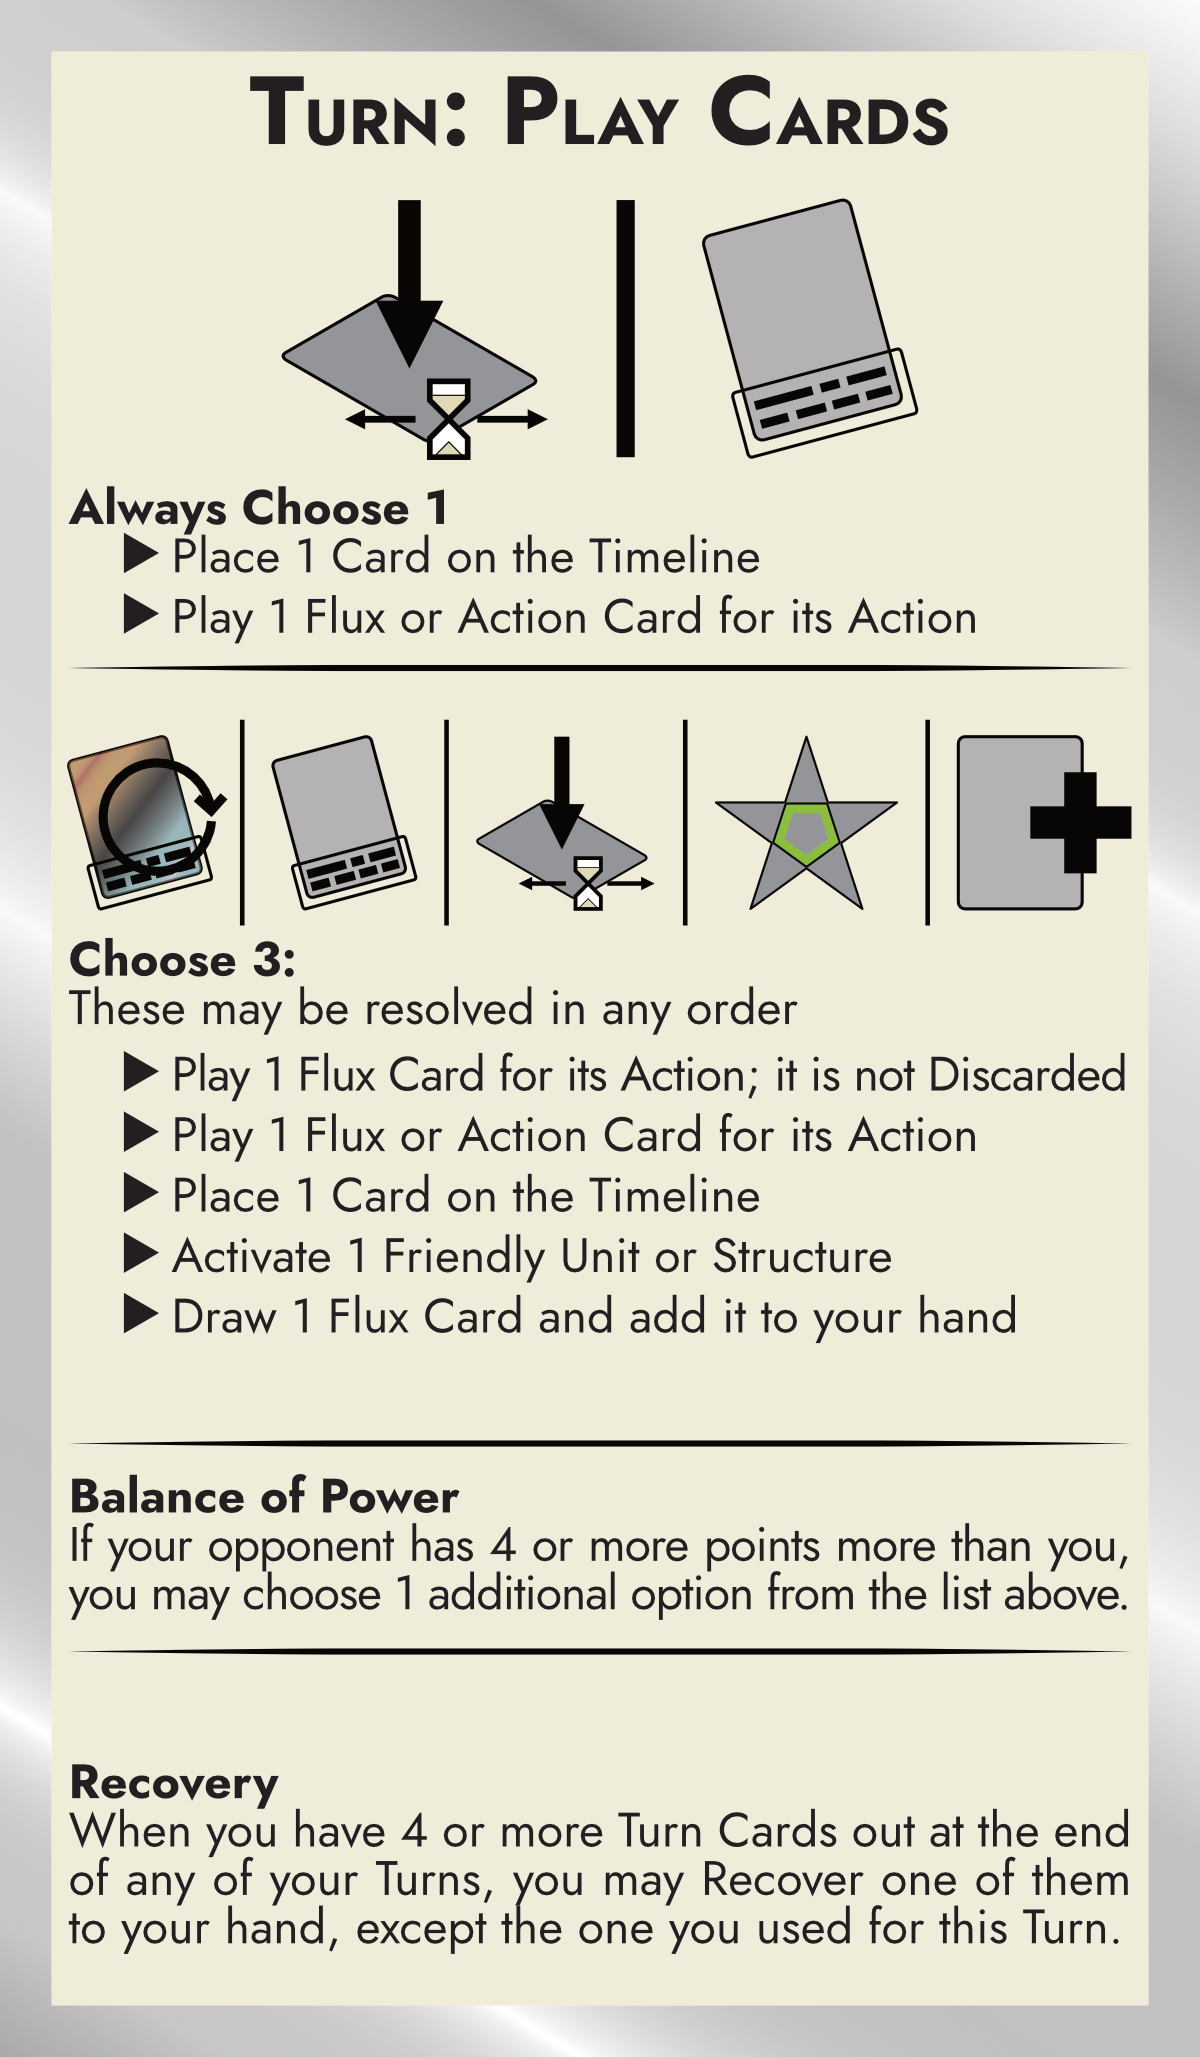 Turn: Play Cards
Always Choose 1
▶ Place 1 Card on the Timeline
▶ Play 1 Flux or Action Card for its Action
Choose 3:
These may be resolved in any order
▶ Play 1 Flux Card for its Action; it is not Discarded
▶ Play 1 Flux or Action Card for its Action
▶ Place 1 Card on the Timeline
▶ Activate 1 Friendly Unit or Structure
▶ Draw 1 Flux Card and add it to your hand
Balance of Power
If your opponent has 4 or more points more than you,
you may choose 1 additional option from the list above.
Recovery
When you have 4 or more Turn Cards out at the end
of any of your Turns, you may Recover one of them
to your hand, except the one you used for this Turn.